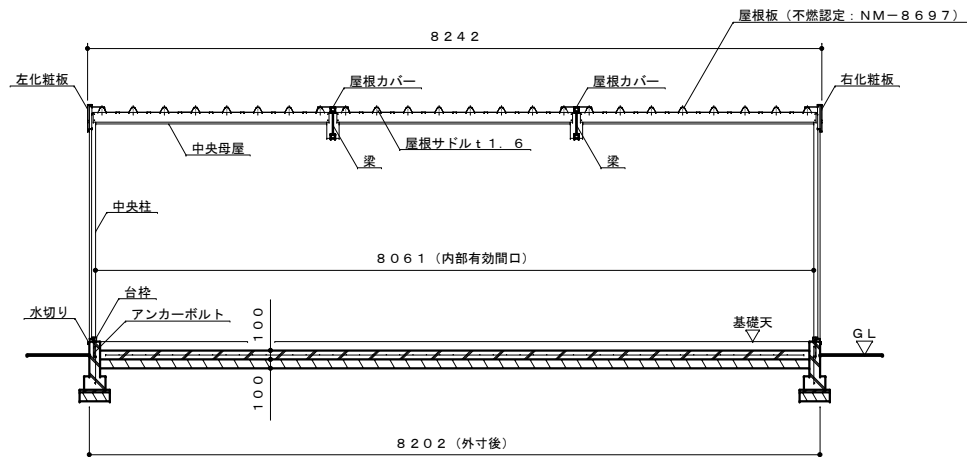 屋根板（不燃認定：NM－8697）
8242
左化粧板
屋根カバー
屋根カバー
右化粧板
中央母屋
屋根サドルt1．6
梁
梁
中央柱
8061（内部有効間口）
台枠
水切り
アンカーボルト
100
基礎天
GL
100
8202（外寸後）